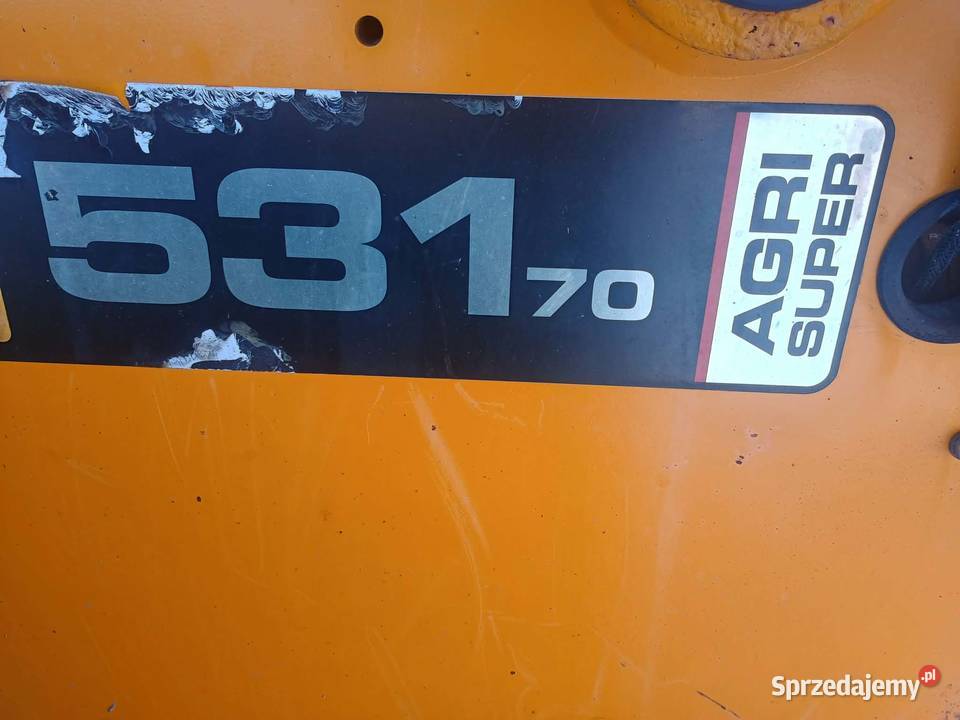 531 70
AGRI
SUPER
Sprzedajemy.pl